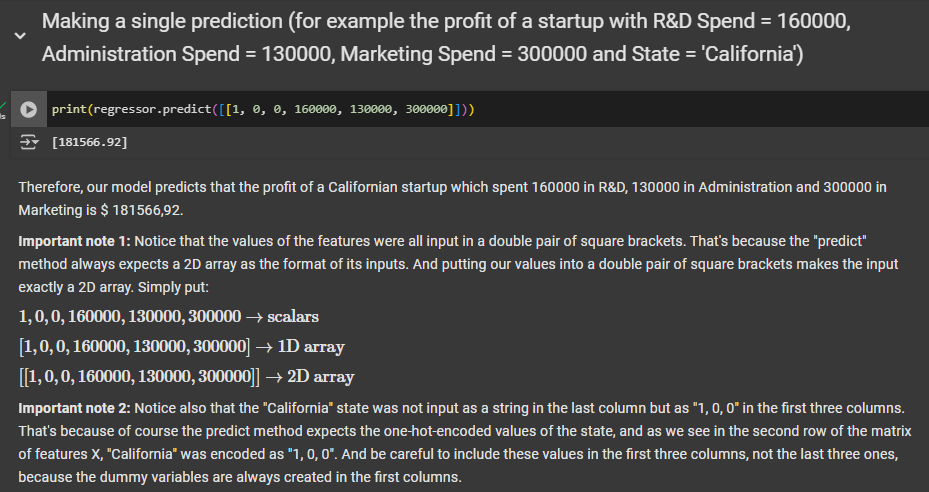 Making a single prediction (for example the profit of a startup with R&D Spend = 160000,
Administration Spend = 130000, Marketing Spend = 300000 and State = 'California')
print(regressor.predict([[1, 0, 0, 160000, 130000, 300000]]))
[181566.92]
Therefore, our model predicts that the profit of a Californian startup which spent 160000 in R&D, 130000 in Administration and 300000 in
Marketing is $ 181566,92.
Important note 1: Notice that the values of the features were all input in a double pair of square brackets. That's because the "predict"
method always expects a 2D array as the format of its inputs. And putting our values into a double pair of square brackets makes the input
exactly a 2D array. Simply put:
1, 0, 0, 160000, 130000, 300000 → scalars
[1, 0, 0, 160000, 130000, 300000] → 1D array
[[1, 0, 0, 160000, 130000, 300000]] → 2D array
Important note 2: Notice also that the "California" state was not input as a string in the last column but as "1, 0, 0" in the first three columns.
That's because of course the predict method expects the one-hot-encoded values of the state, and as we see in the second row of the matrix
of features X, "California" was encoded as "1, 0, 0". And be careful to include these values in the first three columns, not the last three ones,
because the dummy variables are always created in the first columns.